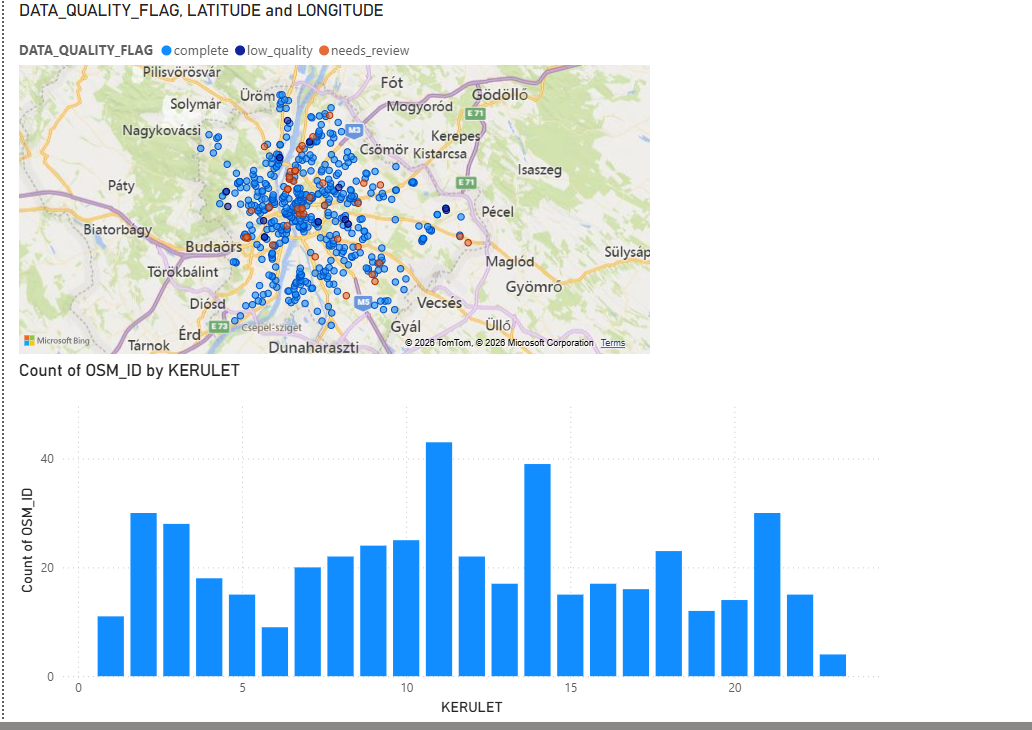 DATA_QUALITY_FLAG, LATITUDE and LONGITUDE
DATA_QUALITY_FLAG complete low_quality needs_review
Pilisvörösvár
Fót
Gödöllő
Solymár
Üröm
Mogyoród
E 71
Nagykovácsi
M3
Kerepes
Csömör
Kistarcsa
Isaszeg
E 71
Páty
Pécel
Biatorbágy
Budaörs
Sülysáp
Maglód
Törökbálint
Gyömrő
Diósd
M5
Vecsés
Érd
E 73
Csepel-sziget
Gyál
Üllő
Microsoft Bing
Tárnok
Dunaharaszti
© 2026 TomTom, © 2026 Microsoft Corporation Terms
Count of OSM_ID by KERULET
Count of OSM_ID
40
20
0
0 5 10 15 20
KERULET